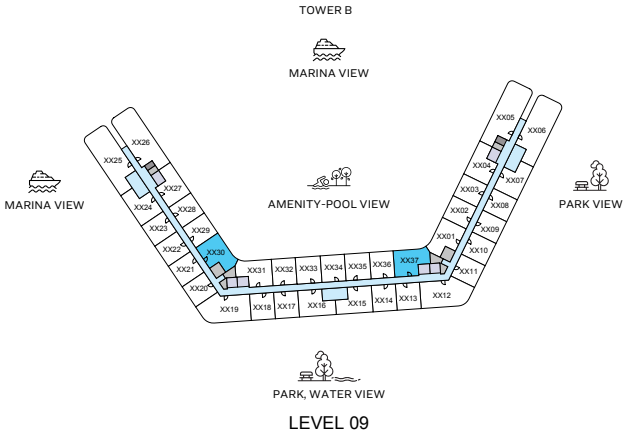 TOWER B
MARINA VIEW
XX05
XX06
XX26
XX25
XX04
XX07
XX27
XX24
XX03
XX08
XX28
XX23
MARINA VIEW
AMENITY-POOL VIEW
PARK VIEW
XX02
XX09
XX29
XX22
XX01
XX10
XX30
XX21
XX31
XX32
XX33
XX34
XX35
XX36
XX37
XX11
XX20
XX19
XX18
XX17
XX16
XX15
XX14
XX13
XX12
PARK, WATER VIEW
LEVEL 09